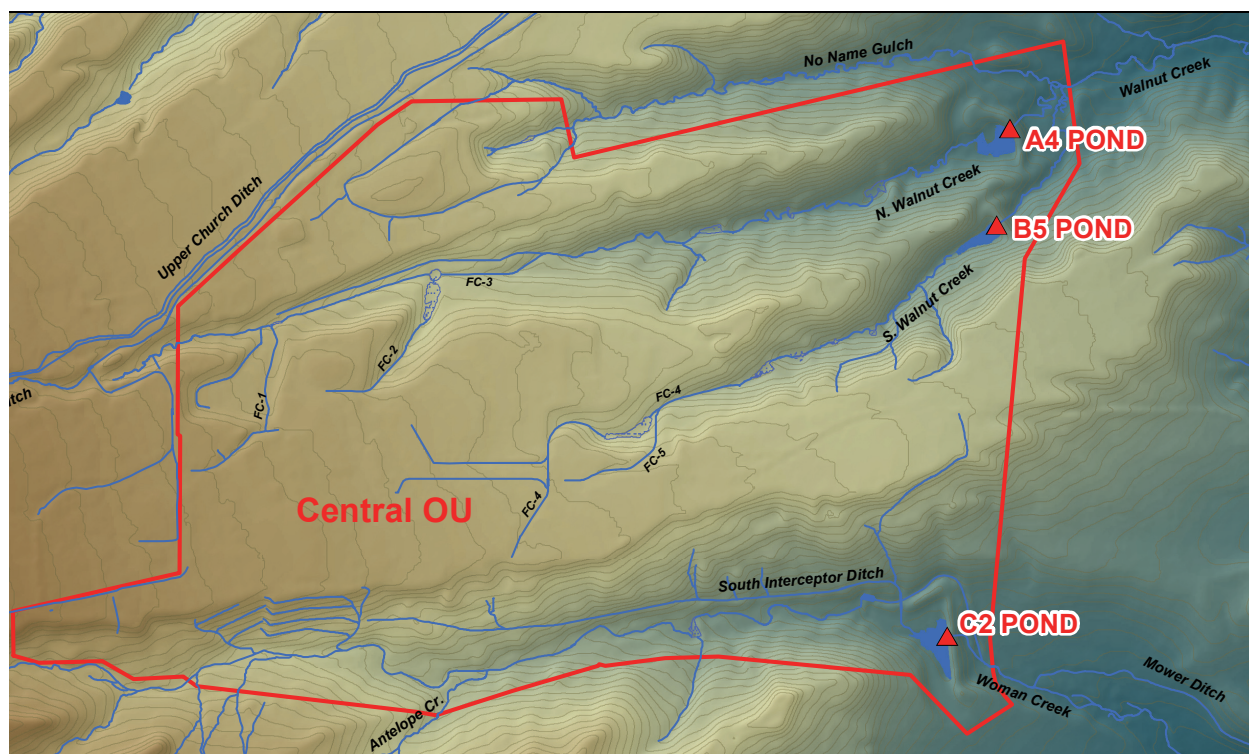 No Name Gulch
Walnut Creek
A4 POND
Upper Church Ditch
N. Walnut Creek
B5 POND
FC-3
S. Walnut Creek
FC-2
itch
FC-1
FC-4
FC-5
FC-4
Central OU
South Interceptor Ditch
C2 POND
Mower Ditch
Woman Creek
Antelope Cr.